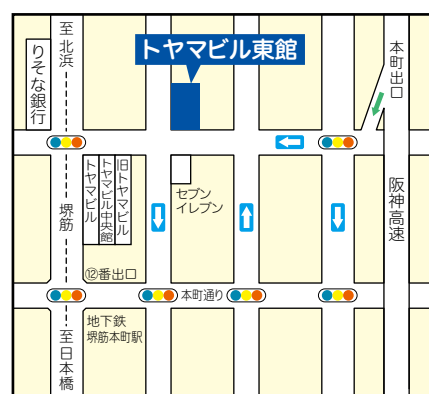 至北浜
りそな銀行
トヤマビル東館
本町出口
トヤマビル
トヤマビル中央館
旧トヤマビル
セブン
イレブン
堺筋
阪神高速
⑫番出口
本町通り
地下鉄
堺筋本町駅
至日本橋